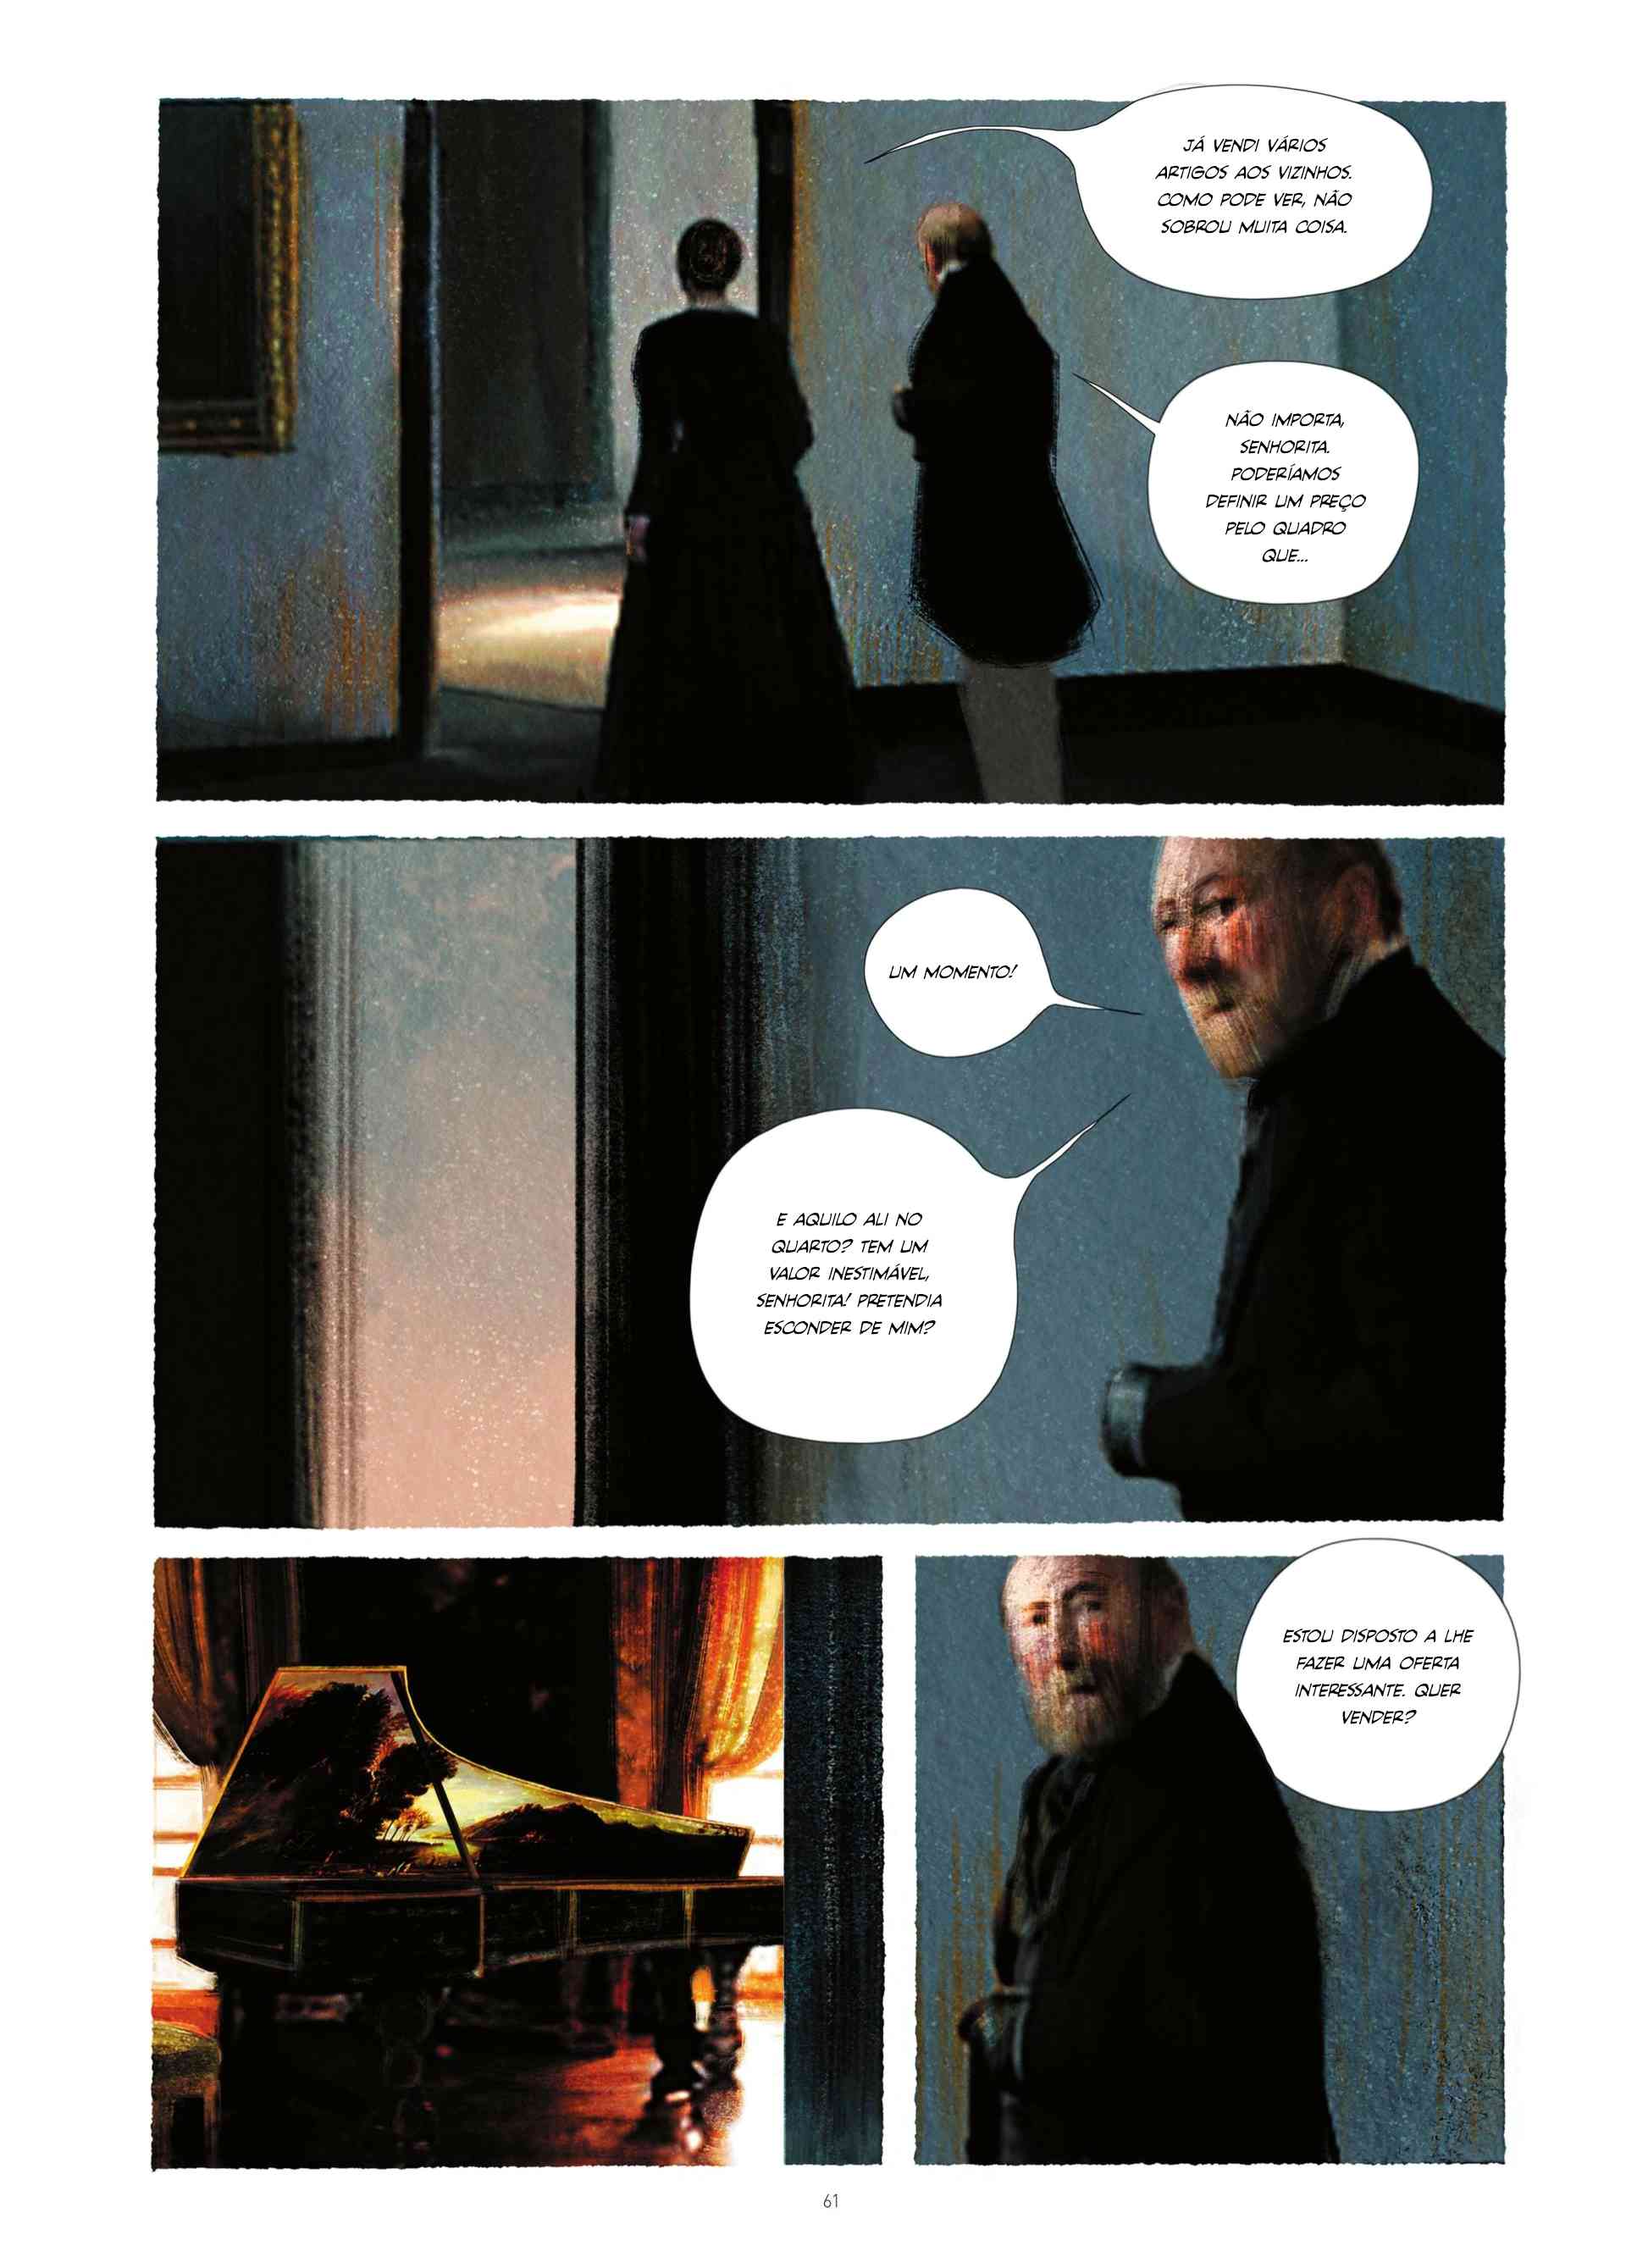 JÁ VENDI VÁRIOS
ARTIGOS AOS VIZINHOS.
COMO PODE VER, NÃO
SOBROU MUITA COISA.
NÃO IMPORTA,
SENHORITA.
PODERÍAMOS
DEFINIR UM PREÇO
PELO QUADRO
QUE...
UM MOMENTO!
E AQUILO ALI NO
QUARTO? TEM UM
VALOR INESTIMÁVEL,
SENHORITA! PRETENDIA
ESCONDER DE MIM?
ESTOU DISPOSTO A LHE
FAZER UMA OFERTA
INTERESSANTE. QUER
VENDER?
61